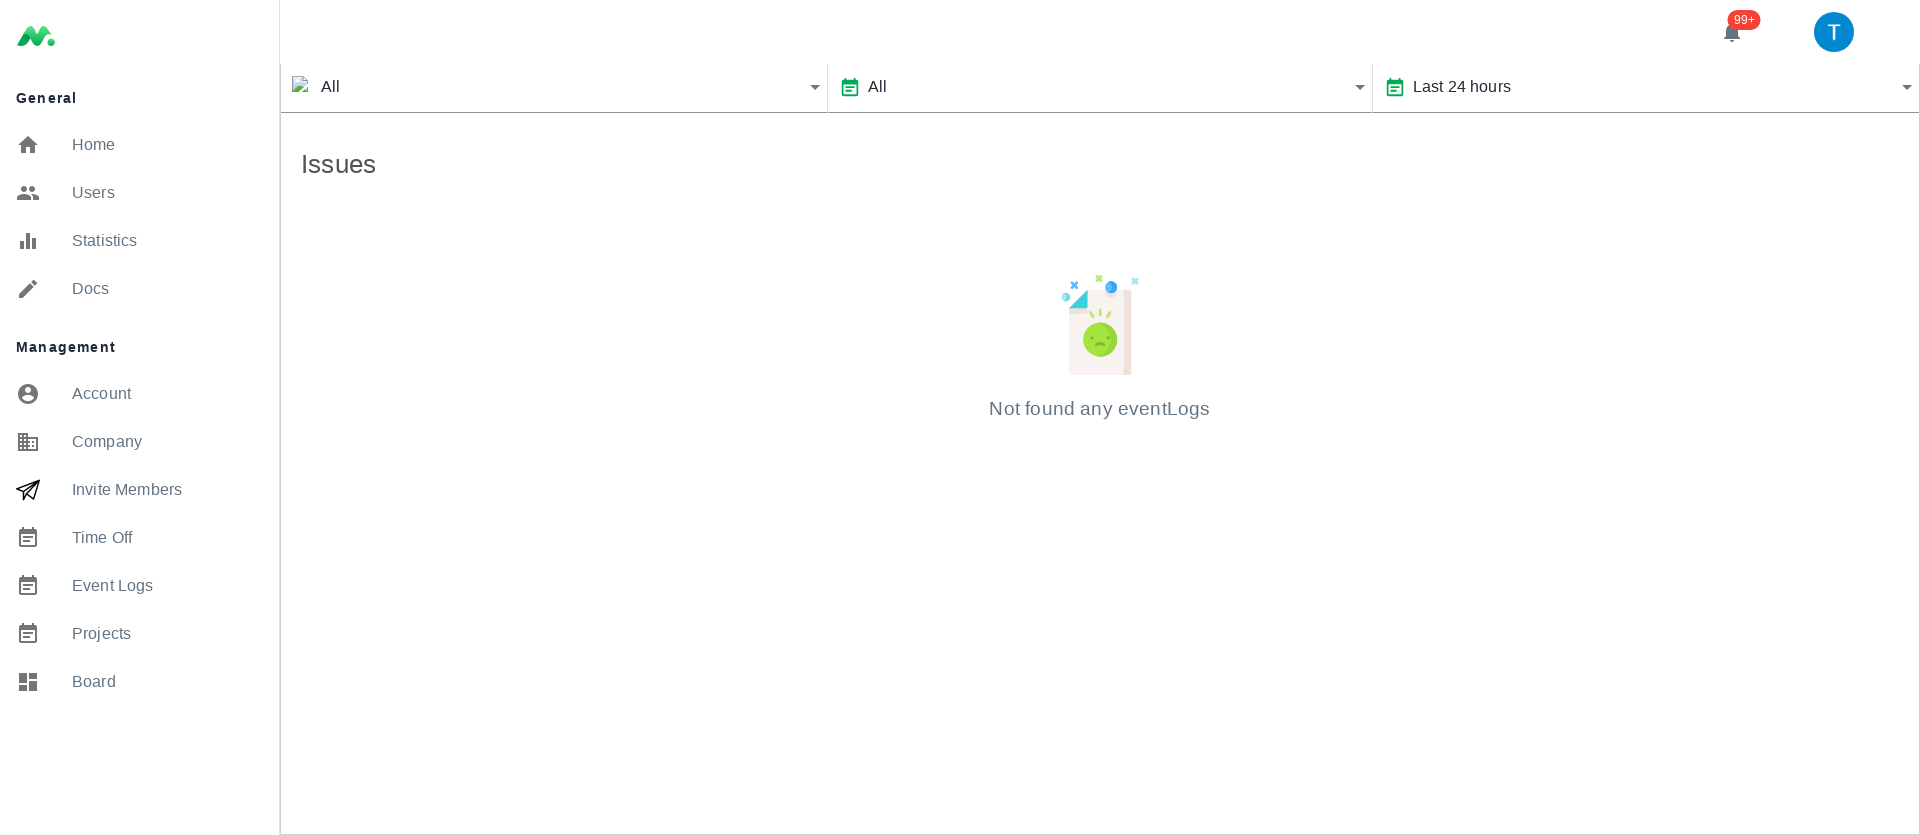 General
Home
Users
Statistics
Docs
Management
Account
Company
Invite Members
Time Off
Event Logs
Projects
Board
99+
T
All
All
Last 24 hours
Issues
Not found any eventLogs